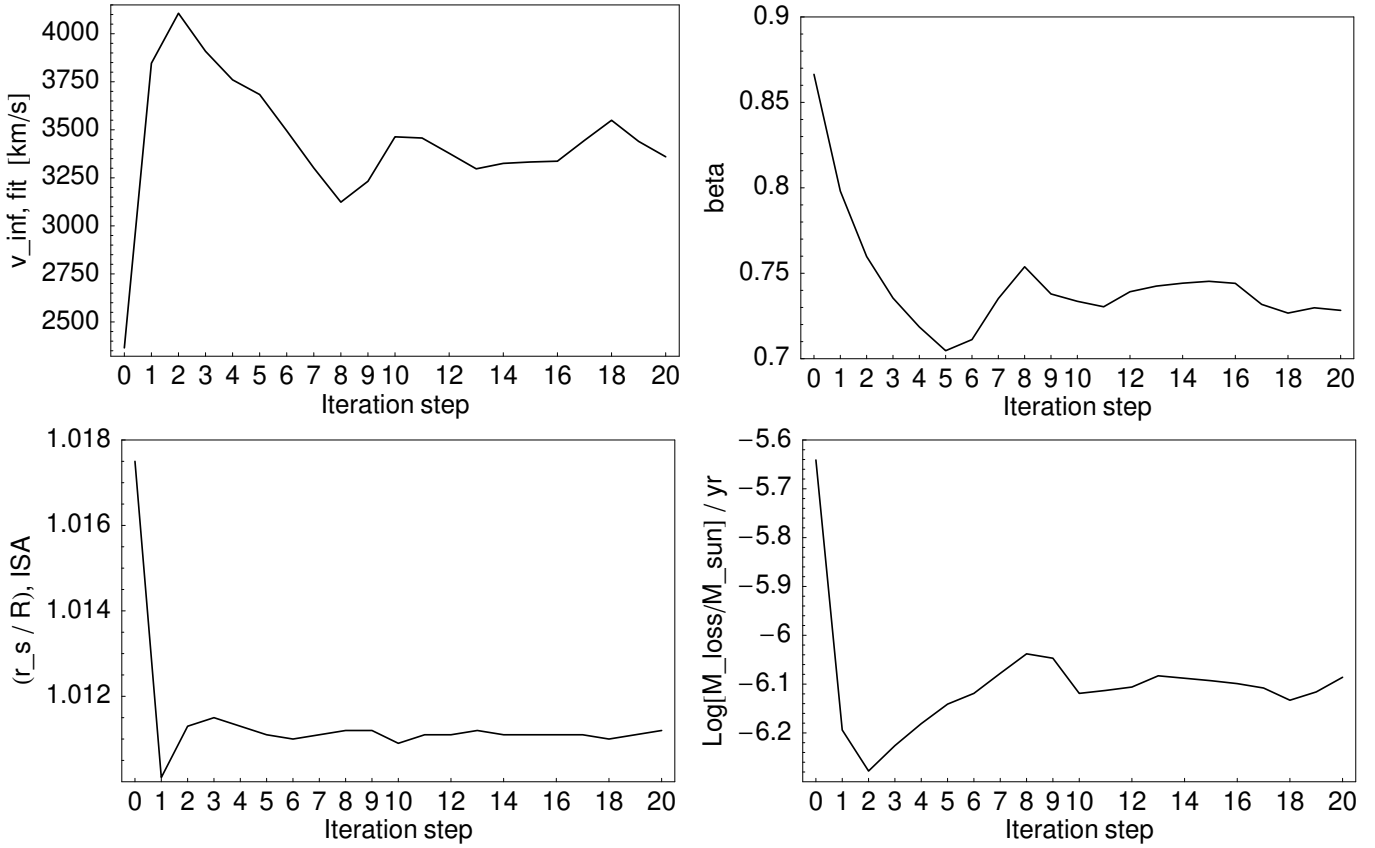 v_inf, fit [km/s]
4000
3750
3500
3250
3000
2750
2500
0 1 2 3 4 5 6 7 8 9 10 12 14 16 18 20
Iteration step
beta
0.9
0.85
0.8
0.75
0.7
0 1 2 3 4 5 6 7 8 9 10 12 14 16 18 20
Iteration step
(r_s / R), ISA
1.018
1.016
1.014
1.012
0 1 2 3 4 5 6 7 8 9 10 12 14 16 18 20
Iteration step
Log[M_loss/M_sun] / yr
−5.6
−5.7
−5.8
−5.9
−6
−6.1
−6.2
0 1 2 3 4 5 6 7 8 9 10 12 14 16 18 20
Iteration step